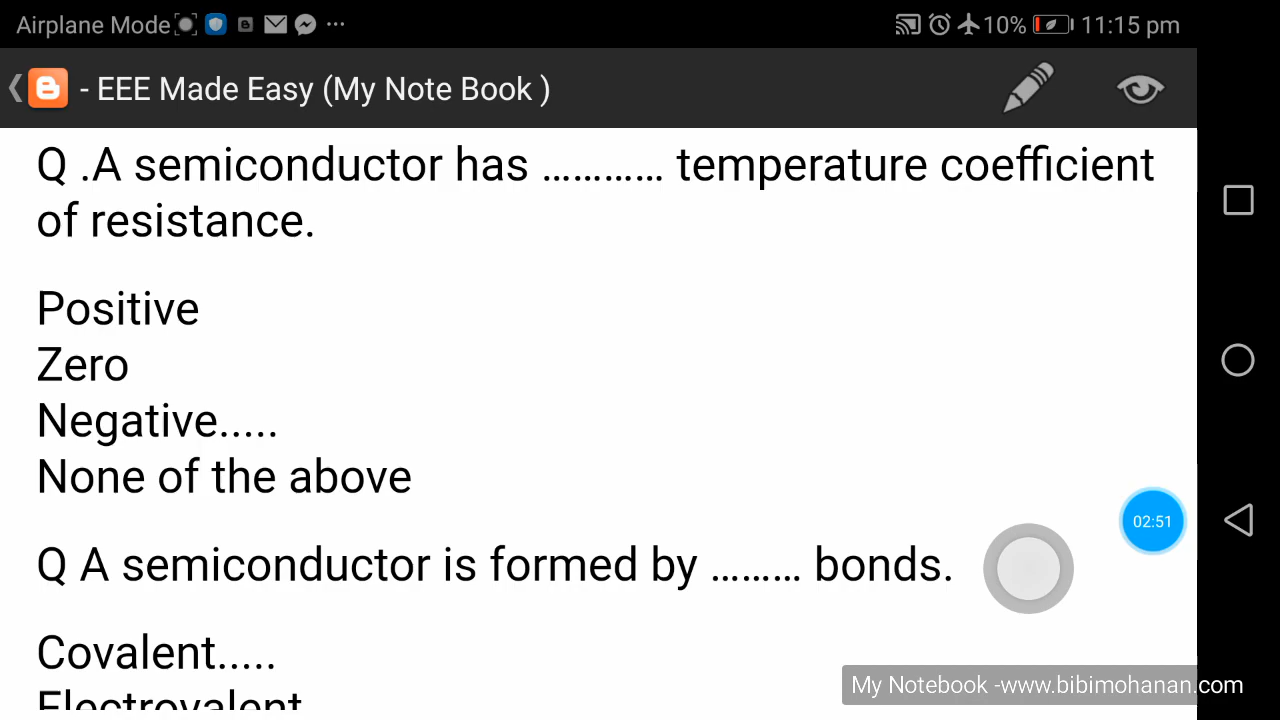 Airplane Mode ... 10% 11:15 pm
- EEE Made Easy (My Note Book )
Q .A semiconductor has ............ temperature coefficient
of resistance.
Positive
Zero
Negative.....
None of the above
02:51
Q A semiconductor is formed by ......... bonds.
Covalent.....
Electrovalent
My Notebook -www.bibimohanan.com